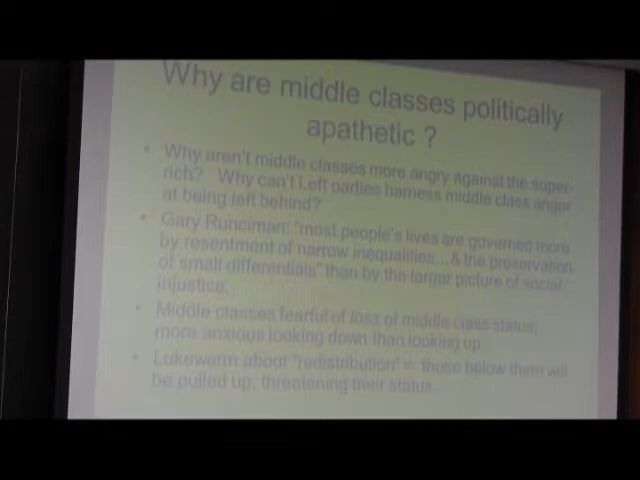 Why are middle classes politically
apathetic ?
• Why aren't middle classes more angry against the super-
rich? Why can't Left parties harness middle class anger
at being left behind?
• Gary Runciman: "most people's lives are governed more
by resentment of narrow inequalities...& the preservation
of small differentials" than by the larger picture of social
injustice.
• Middle classes fearful of loss of middle class status;
more anxious looking down than looking up.
• Lukewarm about "redistribution" = those below them will
be pulled up, threatening their status.